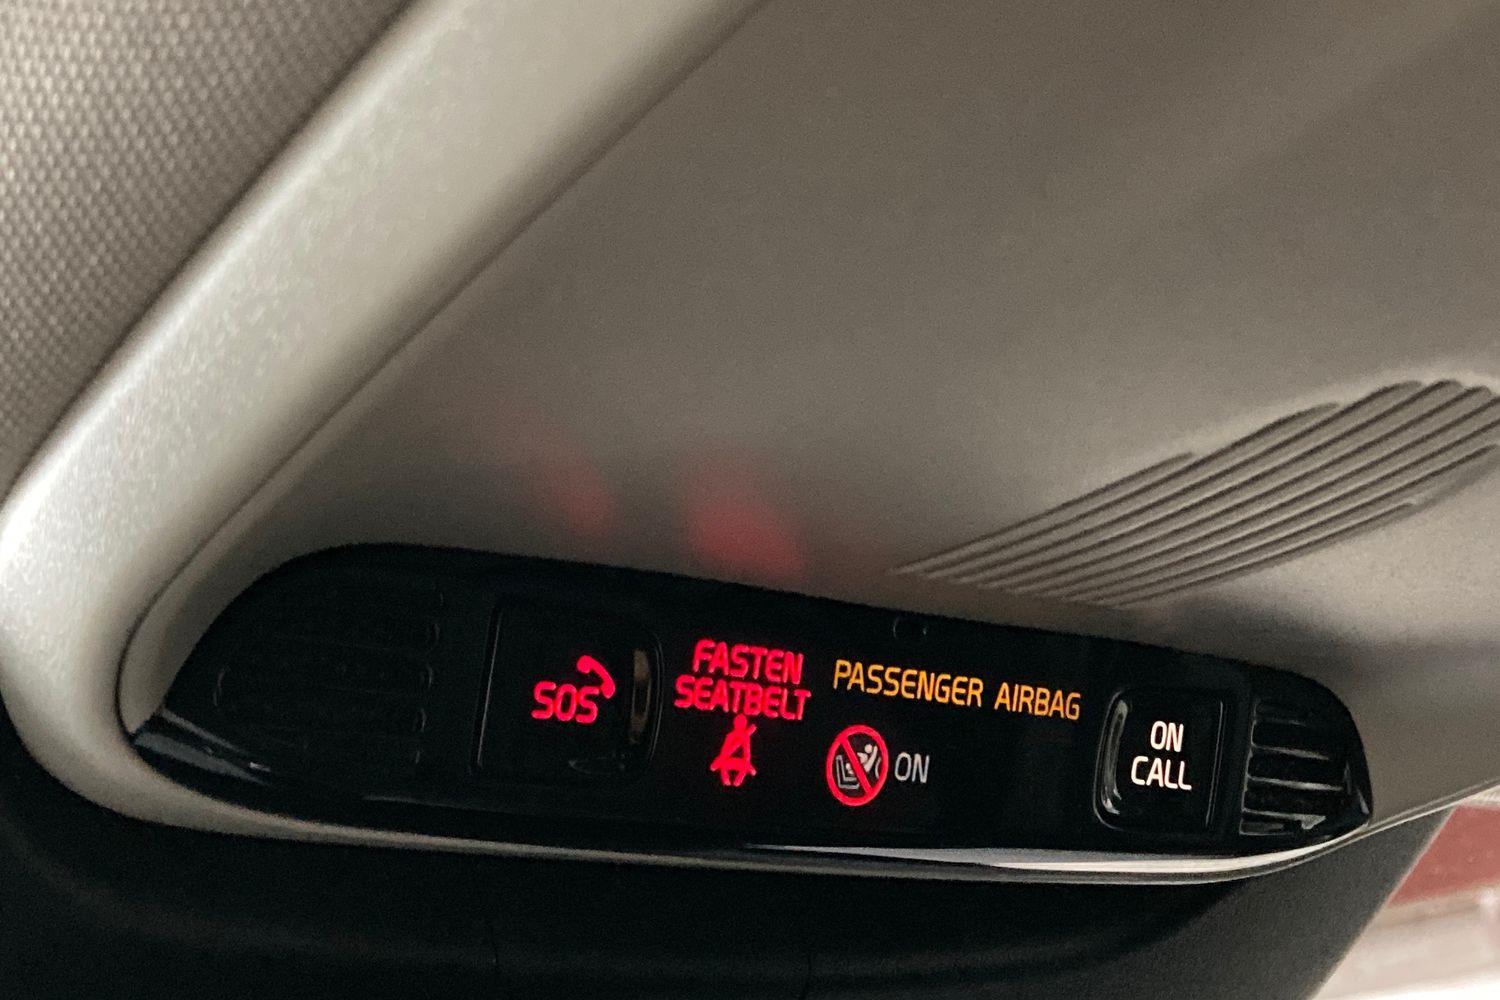 SOS
FASTEN
SEATBELT
PASSENGER AIRBAG
ON
ON
CALL